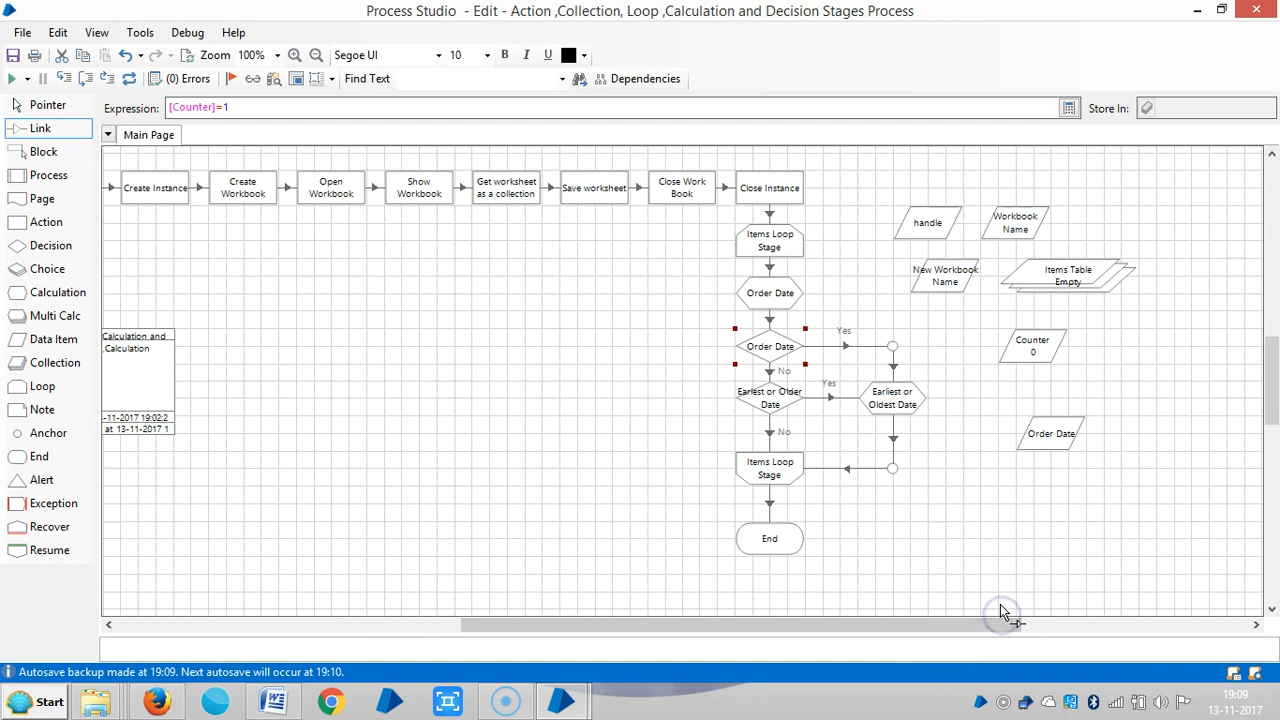 Process Studio - Edit - Action ,Collection, Loop ,Calculation and Decision Stages Process
File Edit View Tools Debug Help
Zoom 100% Segoe UI 10 B I U
(0) Errors Find Text Dependencies
Expression: [Counter]=1 Store In:
Main Page
Pointer
Link
Block
Process
Page
Action
Decision
Choice
Calculation
Multi Calc
Data Item
Collection
Loop
Note
Anchor
End
Alert
Exception
Recover
Resume
Create Instance
Create
Workbook
Open
Workbook
Show
Workbook
Get worksheet
as a collection
Save worksheet
Close Work
Book
Close Instance
handle
Workbook
Name
Items Loop
Stage
New Workbook
Name
Items Table
Empty
Order Date
Calculation and
,Calculation
-11-2017 19:02:2
at 13-11-2017 1
Order Date
Yes
No
Counter
0
Earliest or Older
Date
Yes
Earliest or
Oldest Date
No
Order Date
Items Loop
Stage
End
Autosave backup made at 19:09. Next autosave will occur at 19:10.
Start
19:09
13-11-2017